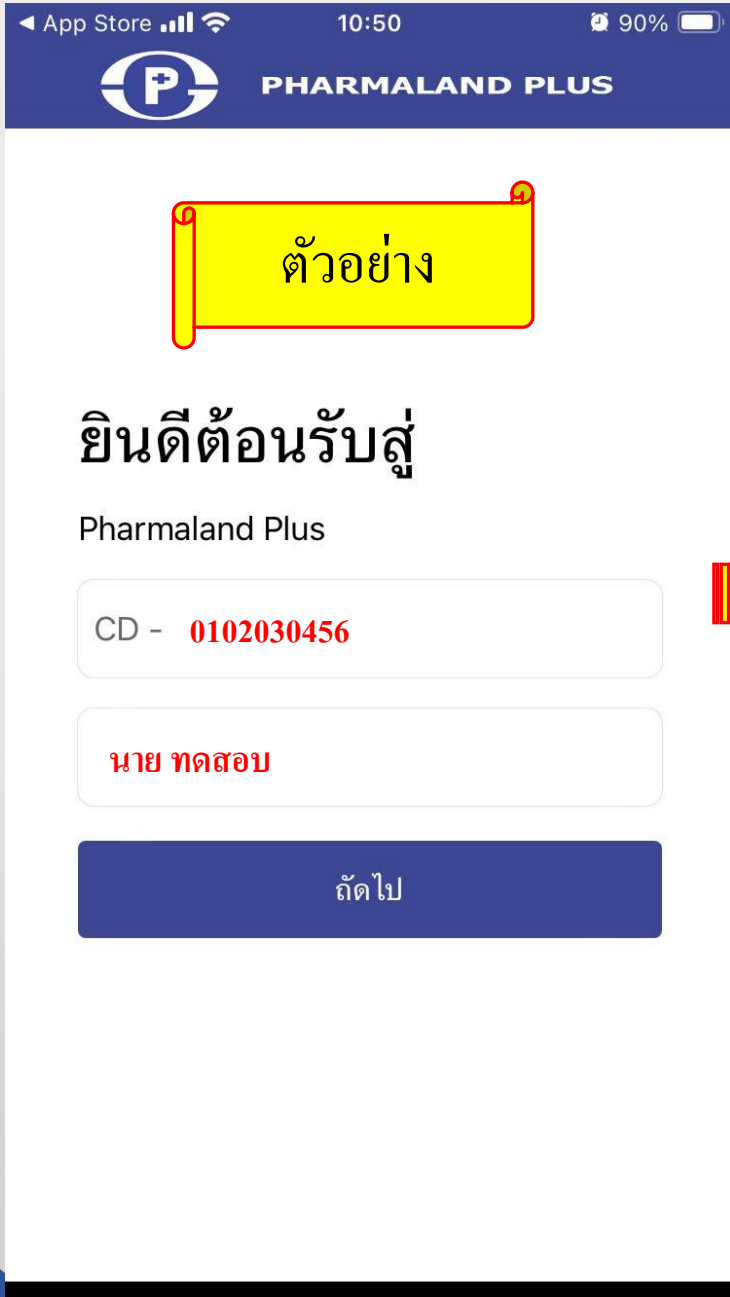 App Store 10:50 90%
P PHARMALAND PLUS
ตัวอย่าง
ยินดีต้อนรับสู่
Pharmaland Plus
CD - 0102030456
นาย ทดสอบ
ถัดไป